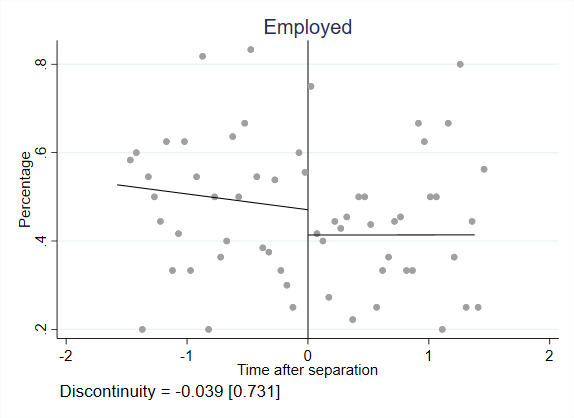 Employed
Percentage
.8
.6
.4
.2
-2 -1 0 1 2
Time after separation
Discontinuity = -0.039 [0.731]